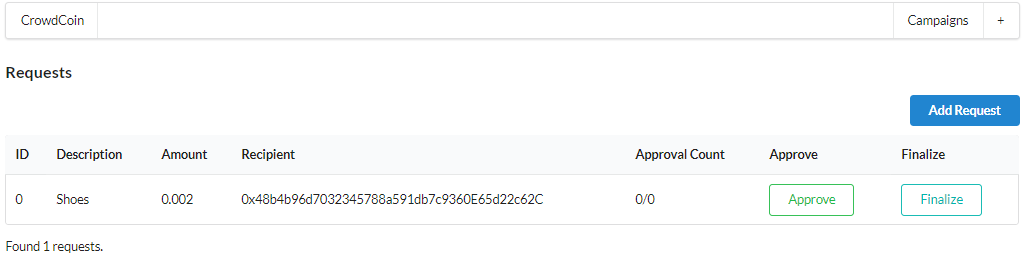 CrowdCoin Campaigns +
Requests
Add Request
ID Description Amount Recipient Approval Count Approve Finalize
0 Shoes 0.002 0x48b4b96d7032345788a591db7c9360E65d22c62C 0/0 Approve Finalize
Found 1 requests.